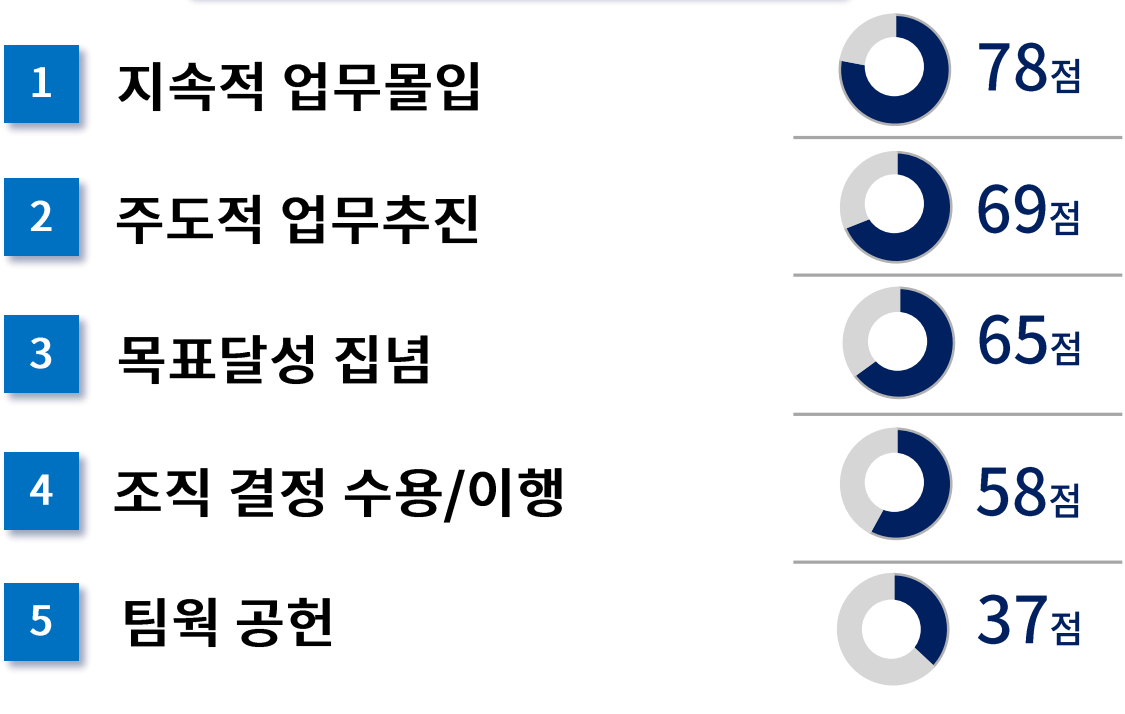 1 지속적 업무몰입 78점
2 주도적 업무추진 69점
3 목표달성 집념 65점
4 조직 결정 수용/이행 58점
5 팀웍 공헌 37점